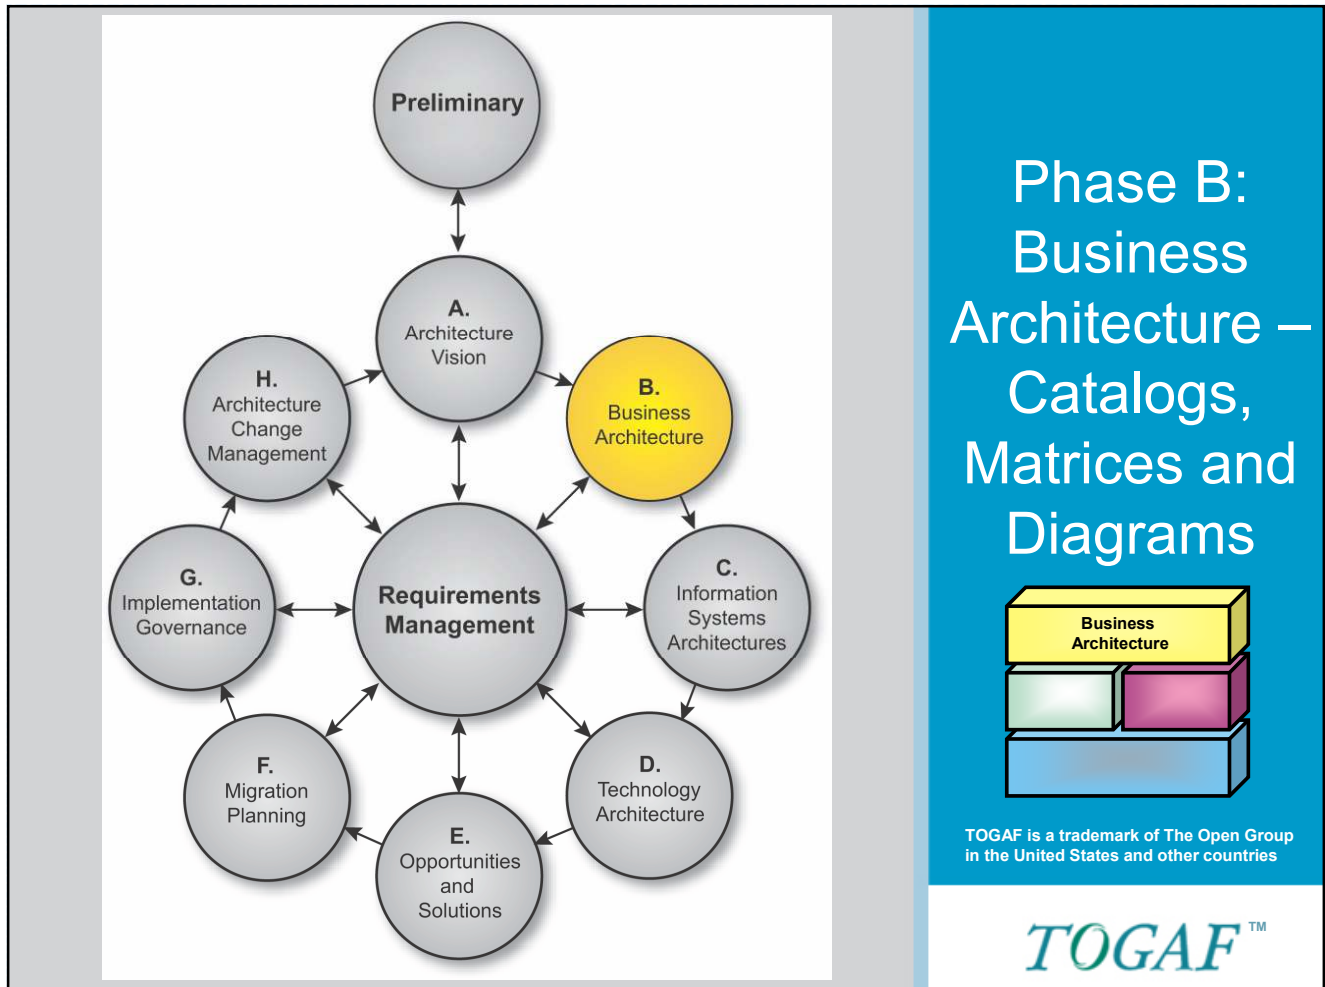 Preliminary
A.
Architecture
Vision
B.
Business
Architecture
H.
Architecture
Change
Management
C.
Information
Systems
Architectures
G.
Implementation
Governance
Requirements
Management
D.
Technology
Architecture
F.
Migration
Planning
E.
Opportunities
and
Solutions
Phase B:
Business
Architecture –
Catalogs,
Matrices and
Diagrams
Business
Architecture
TOGAF is a trademark of The Open Group
in the United States and other countries
TOGAF™